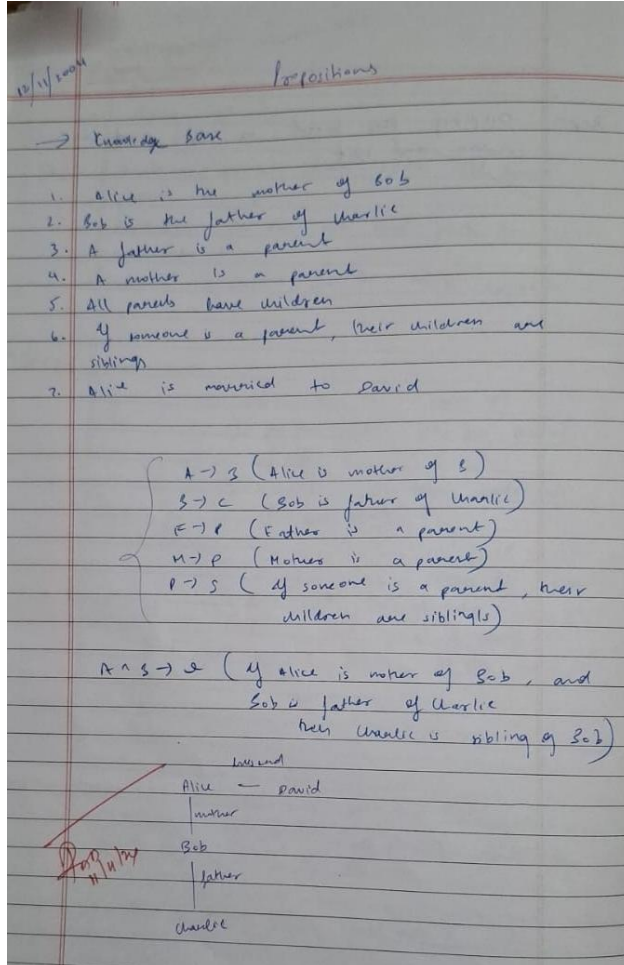 12/11/2024
Propositions
→ Knowledge Base
1. Alice is the mother of Bob
2. Bob is the father of Charlie
3. A father is a parent
4. A mother is a parent
5. All parents have children
6. If someone is a parent, their children are
siblings
7. Alice is married to David
A → B (Alice is mother of B)
B → C (Bob is father of Charlie)
F → P (Father is a parent)
M → P (Mother is a parent)
P → S (If someone is a parent, their
children are siblings)
A ∧ B → (If Alice is mother of Bob, and
Bob is father of Charlie
then Charlie is sibling of Bob)
husband
Alice — David
mother
Bob
father
Charlie